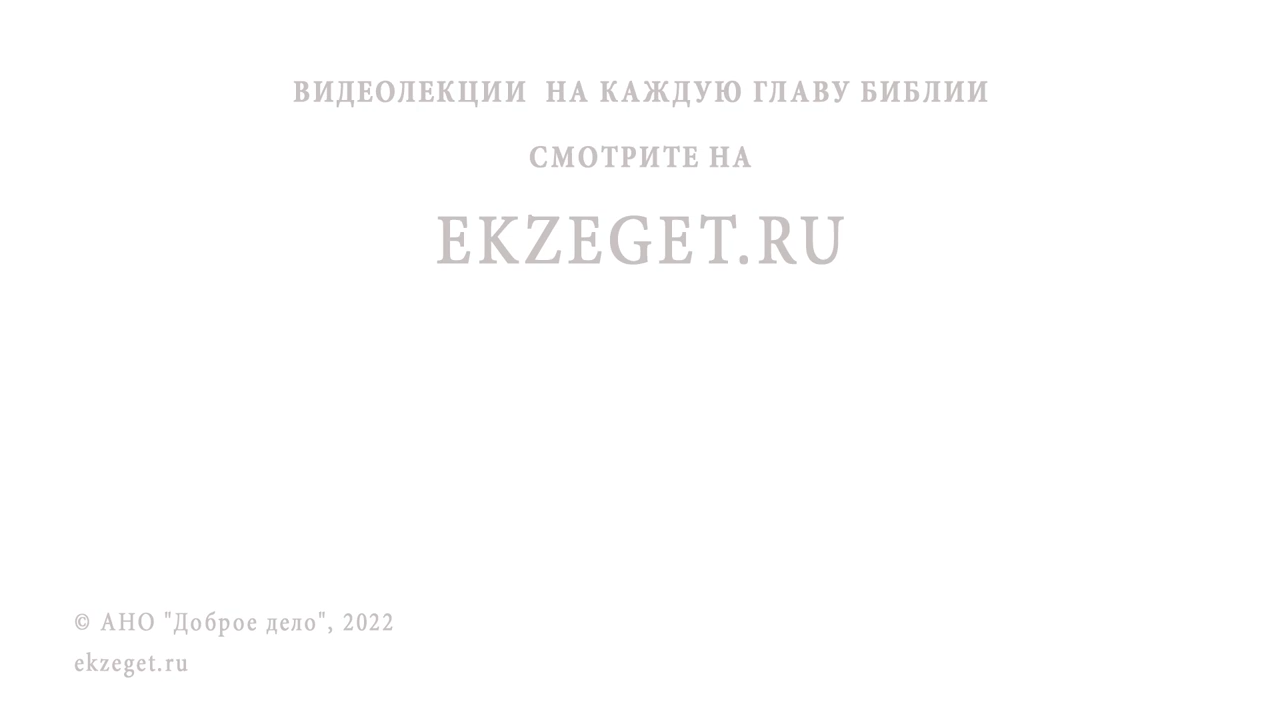 ВИДЕОЛЕКЦИИ НА КАЖДУЮ ГЛАВУ БИБЛИИ
СМОТРИТЕ НА
EKZEGET.RU
© АНО "Доброе дело", 2022
ekzeget.ru